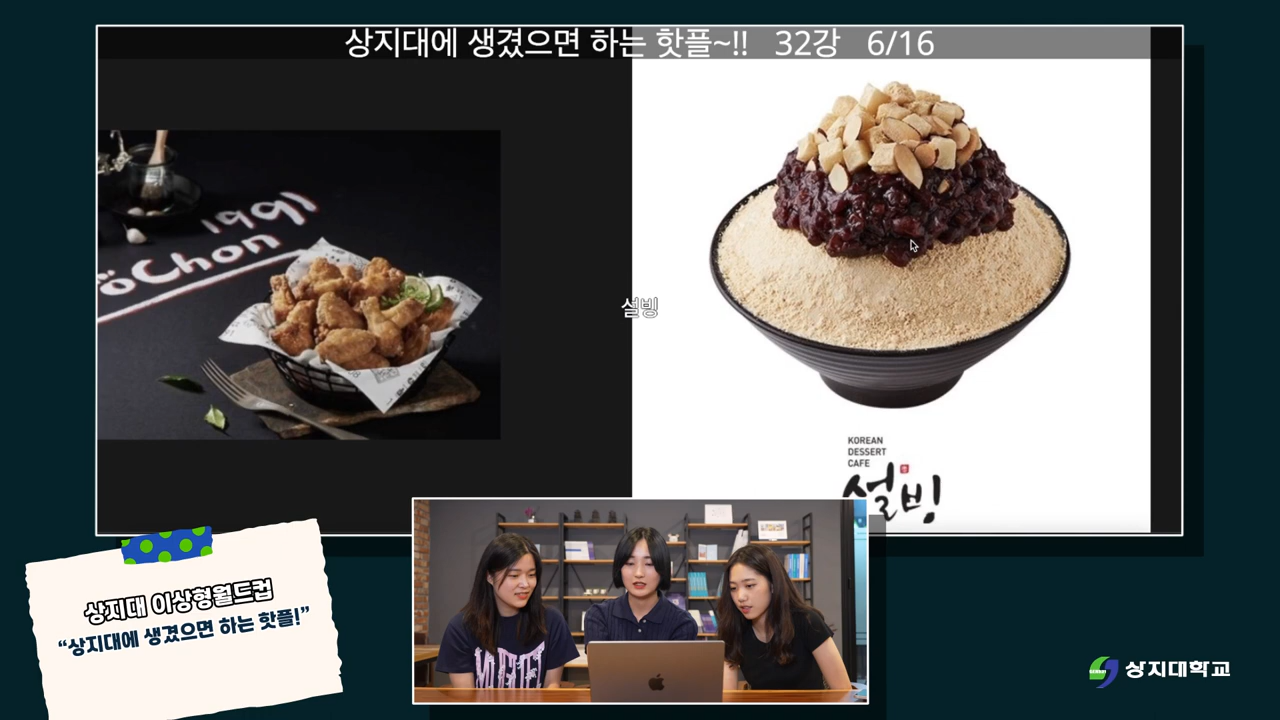 상지대에 생겼으면 하는 핫플~!! 32강 6/16
1991
öChon
설빙
KOREAN
DESSERT
CAFE
설빙
상지대 이상형월드컵
“상지대에 생겼으면 하는 핫플!”
상지대학교